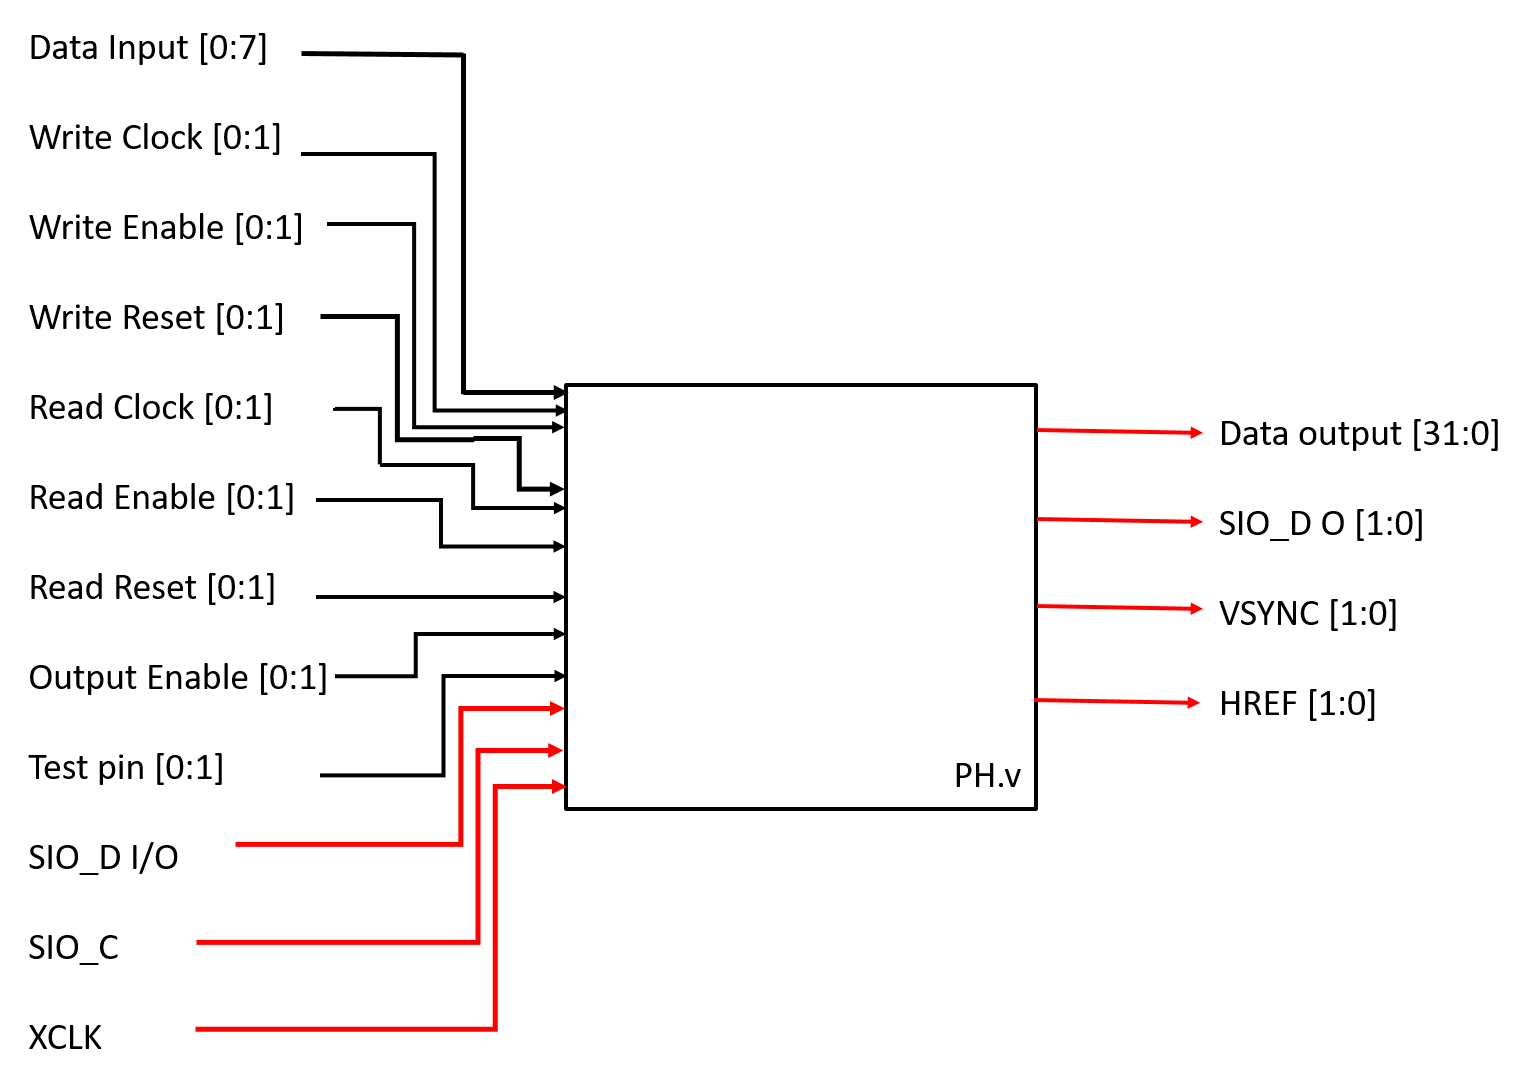 Data Input [0:7]
Write Clock [0:1]
Write Enable [0:1]
Write Reset [0:1]
Read Clock [0:1]
Read Enable [0:1]
Read Reset [0:1]
Output Enable [0:1]
Test pin [0:1]
SIO_D I/O
SIO_C
XCLK
PH.v
Data output [31:0]
SIO_D O [1:0]
VSYNC [1:0]
HREF [1:0]